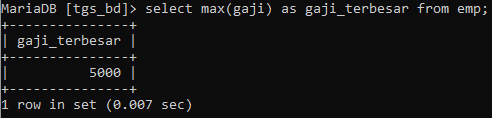 MariaDB [tgs_bd]> select max(gaji) as gaji_terbesar from emp;
+---------------+
| gaji_terbesar |
+---------------+
|          5000 |
+---------------+
1 row in set (0.007 sec)